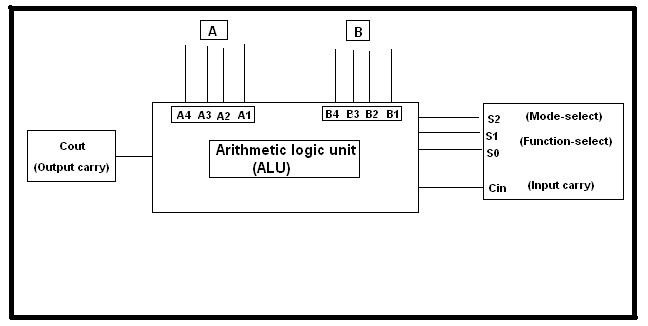 A
B
A4 A3 A2 A1
B4 B3 B2 B1
S2 (Mode-select)
S1 (Function-select)
S0
Cout
(Output carry)
Arithmetic logic unit
(ALU)
Cin (Input carry)